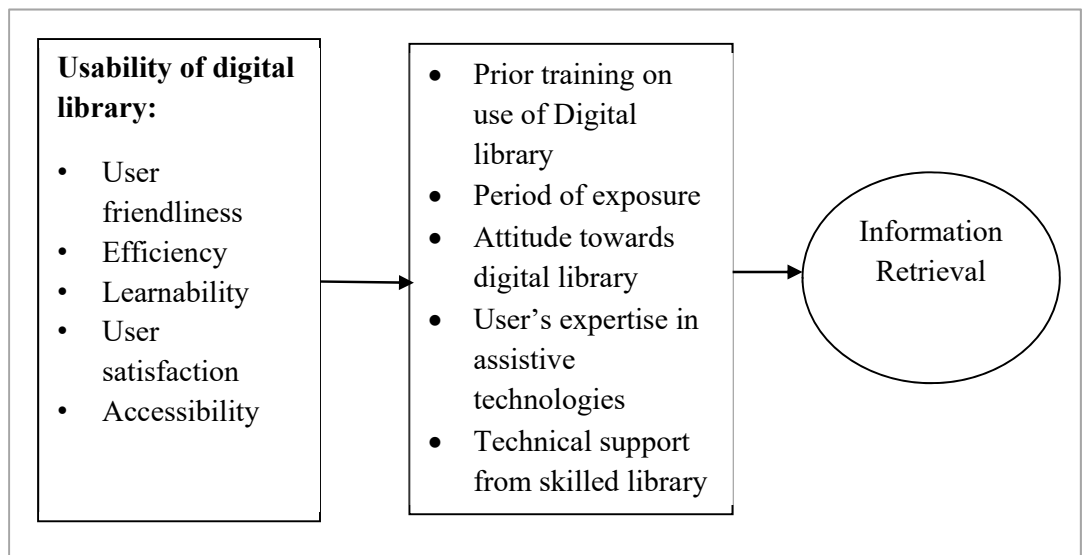 Usability of digital
library:
• User
friendliness
• Efficiency
• Learnability
• User
satisfaction
• Accessibility
• Prior training on
use of Digital
library
• Period of exposure
• Attitude towards
digital library
• User’s expertise in
assistive
technologies
• Technical support
from skilled library
Information
Retrieval